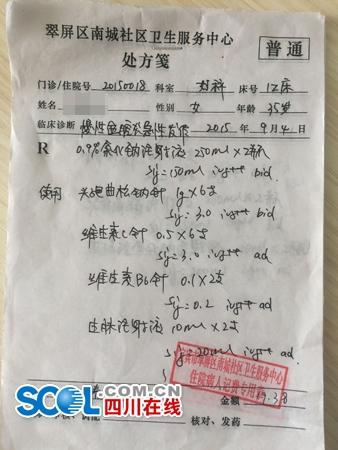 翠屏区南城社区卫生服务中心
处方笺
普通
门诊/住院号 20150018 科室 妇科 床号 12床
姓名 性别 女 年龄 35岁
临床诊断 慢性盆腔炎急性发作 2015 年 9 月 4 日
R 0.9%氯化钠注射液 250ml×2瓶
Sig: 150ml ivgtt bid
续用 头孢曲松钠针 1g×6支
Sig: 3.0 ivgtt bid
维生素C针 0.5×6支
Sig: 3.0 ivgtt qd
维生素B6针 0.1×2支
Sig: 0.2 ivgtt qd
注射液 10ml×2支
Sig: 20ml ivgtt qd
宜宾市翠屏区南城社区卫生服务中心
住院病人记费专用章
金额
SCOL.COM.CN 四川在线
核对、发药